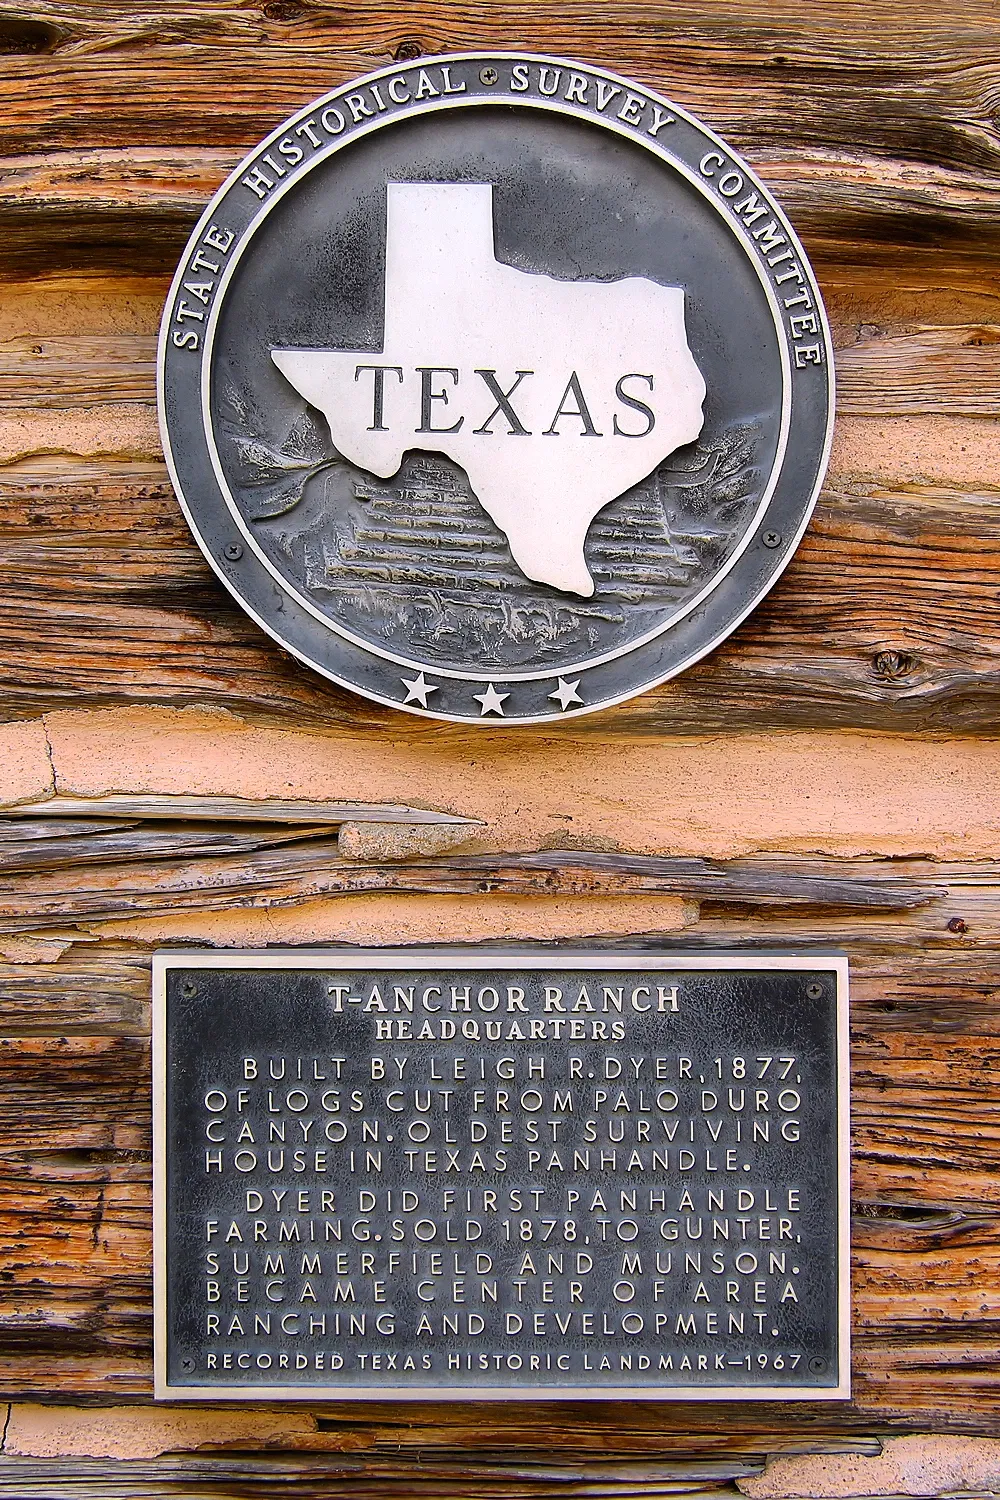 STATE HISTORICAL SURVEY COMMITTEE
TEXAS
T-ANCHOR RANCH
HEADQUARTERS
BUILT BY LEIGH R. DYER, 1877,
OF LOGS CUT FROM PALO DURO
CANYON. OLDEST SURVIVING
HOUSE IN TEXAS PANHANDLE.
DYER DID FIRST PANHANDLE
FARMING. SOLD 1878, TO GUNTER,
SUMMERFIELD AND MUNSON.
BECAME CENTER OF AREA
RANCHING AND DEVELOPMENT.
RECORDED TEXAS HISTORIC LANDMARK—1967